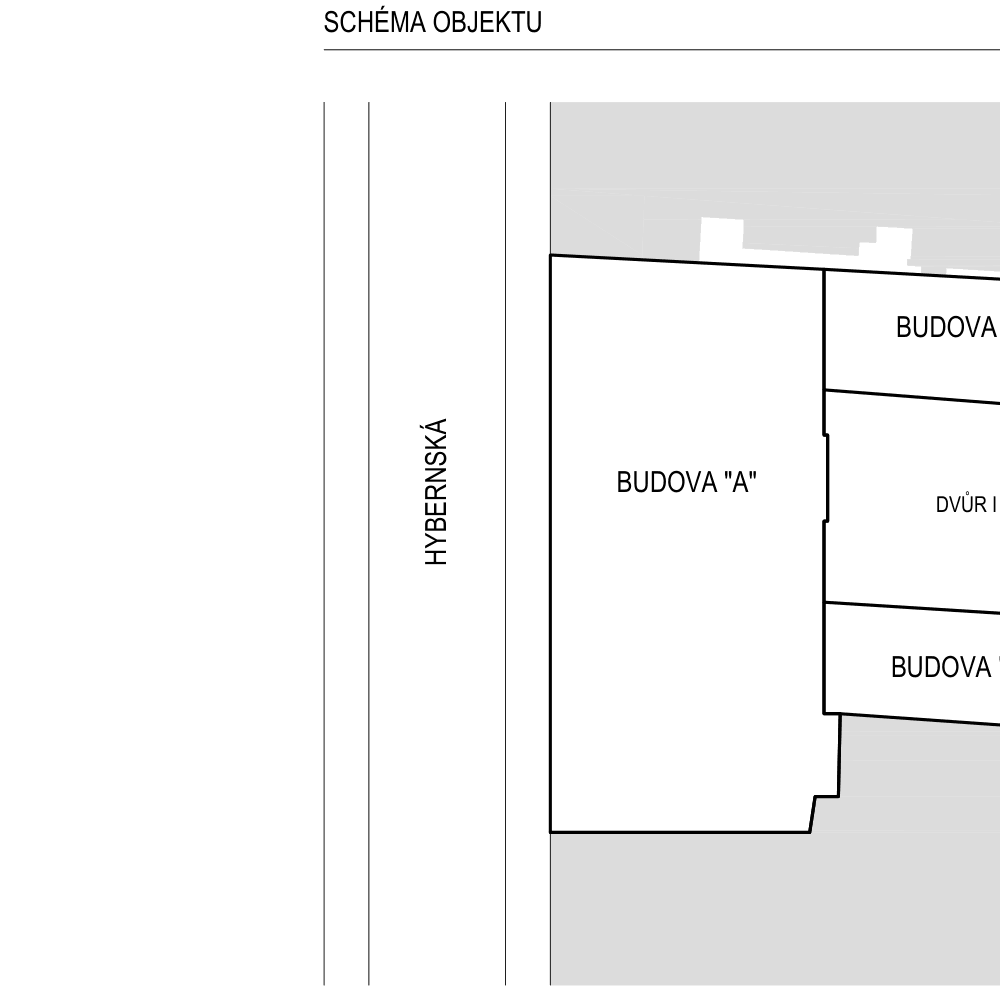 SCHÉMA OBJEKTU
BUDOVA
HYBERNSKÁ
BUDOVA "A"
DVŮR I
BUDOVA "